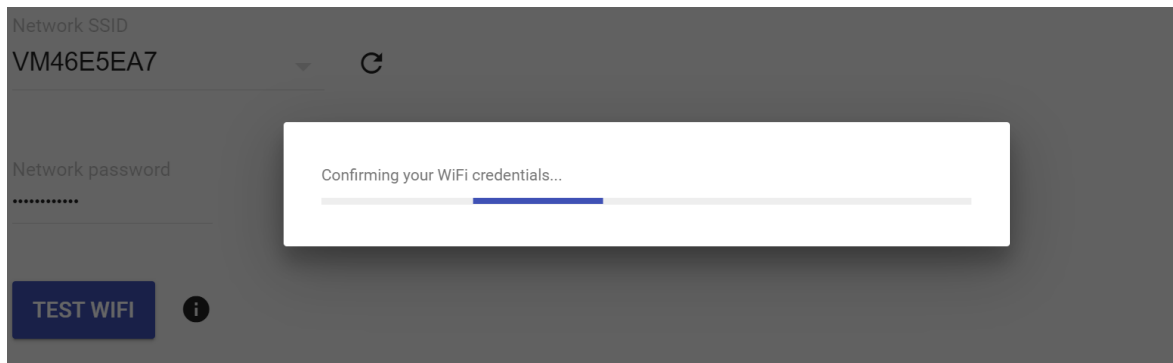 Network SSID
VM46E5EA7
Confirming your WiFi credentials...
Network password
••••••••••••
TEST WIFI